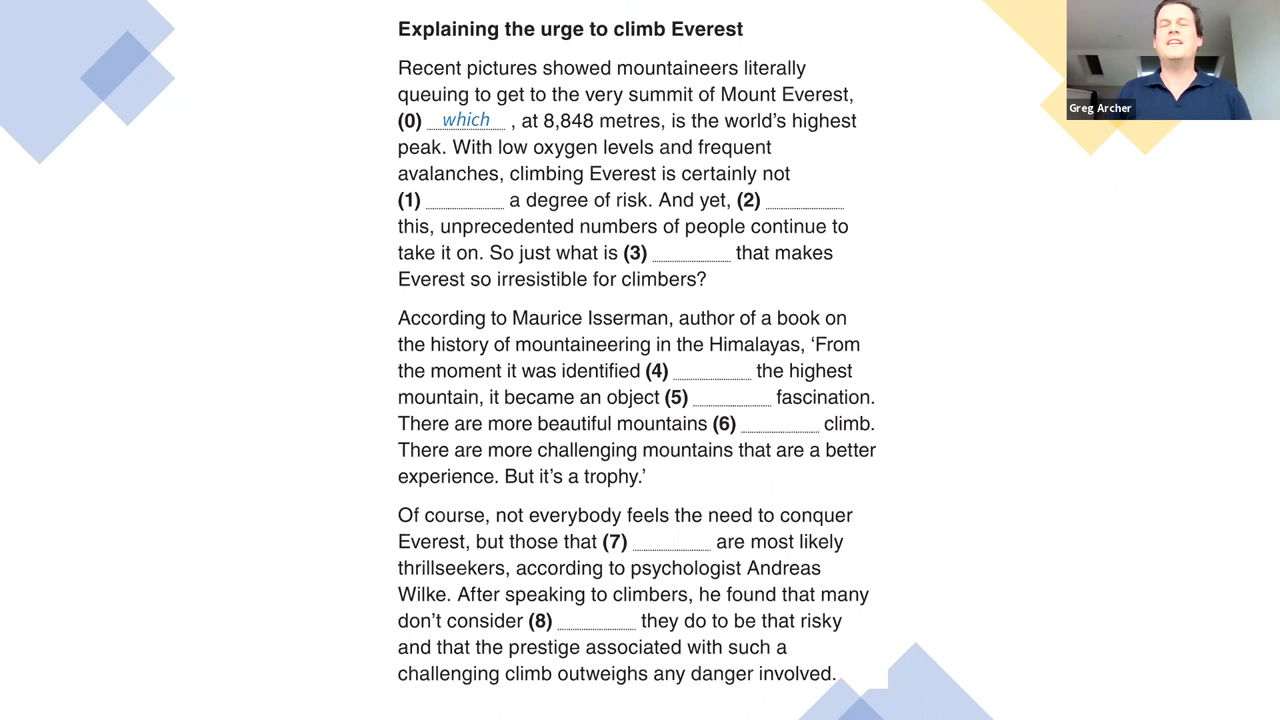 Explaining the urge to climb Everest
Recent pictures showed mountaineers literally
queuing to get to the very summit of Mount Everest,
(0) which , at 8,848 metres, is the world's highest
peak. With low oxygen levels and frequent
avalanches, climbing Everest is certainly not
(1) .................... a degree of risk. And yet, (2) ....................
this, unprecedented numbers of people continue to
take it on. So just what is (3) .................... that makes
Everest so irresistible for climbers?
According to Maurice Isserman, author of a book on
the history of mountaineering in the Himalayas, ‘From
the moment it was identified (4) .................... the highest
mountain, it became an object (5) .................... fascination.
There are more beautiful mountains (6) .................... climb.
There are more challenging mountains that are a better
experience. But it's a trophy.’
Of course, not everybody feels the need to conquer
Everest, but those that (7) .................... are most likely
thrillseekers, according to psychologist Andreas
Wilke. After speaking to climbers, he found that many
don't consider (8) .................... they do to be that risky
and that the prestige associated with such a
challenging climb outweighs any danger involved.
Greg Archer